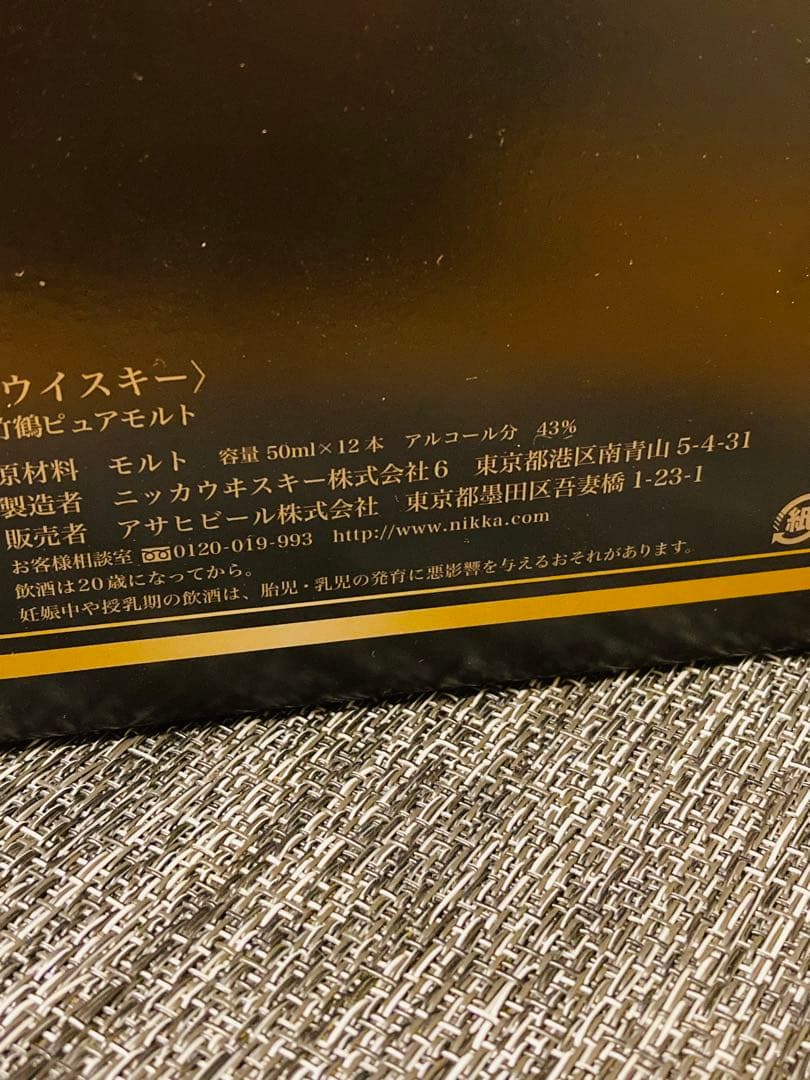 ウイスキー〉
竹鶴ピュアモルト
原材料 モルト 容量 50ml×12本 アルコール分 43%
製造者 ニッカウヰスキー株式会社6 東京都港区南青山 5-4-31
販売者 アサヒビール株式会社 東京都墨田区吾妻橋 1-23-1
お客様相談室 0120-019-993 http://www.nikka.com
飲酒は20歳になってから。
妊娠中や授乳期の飲酒は、胎児・乳児の発育に悪影響を与えるおそれがあります。
紙